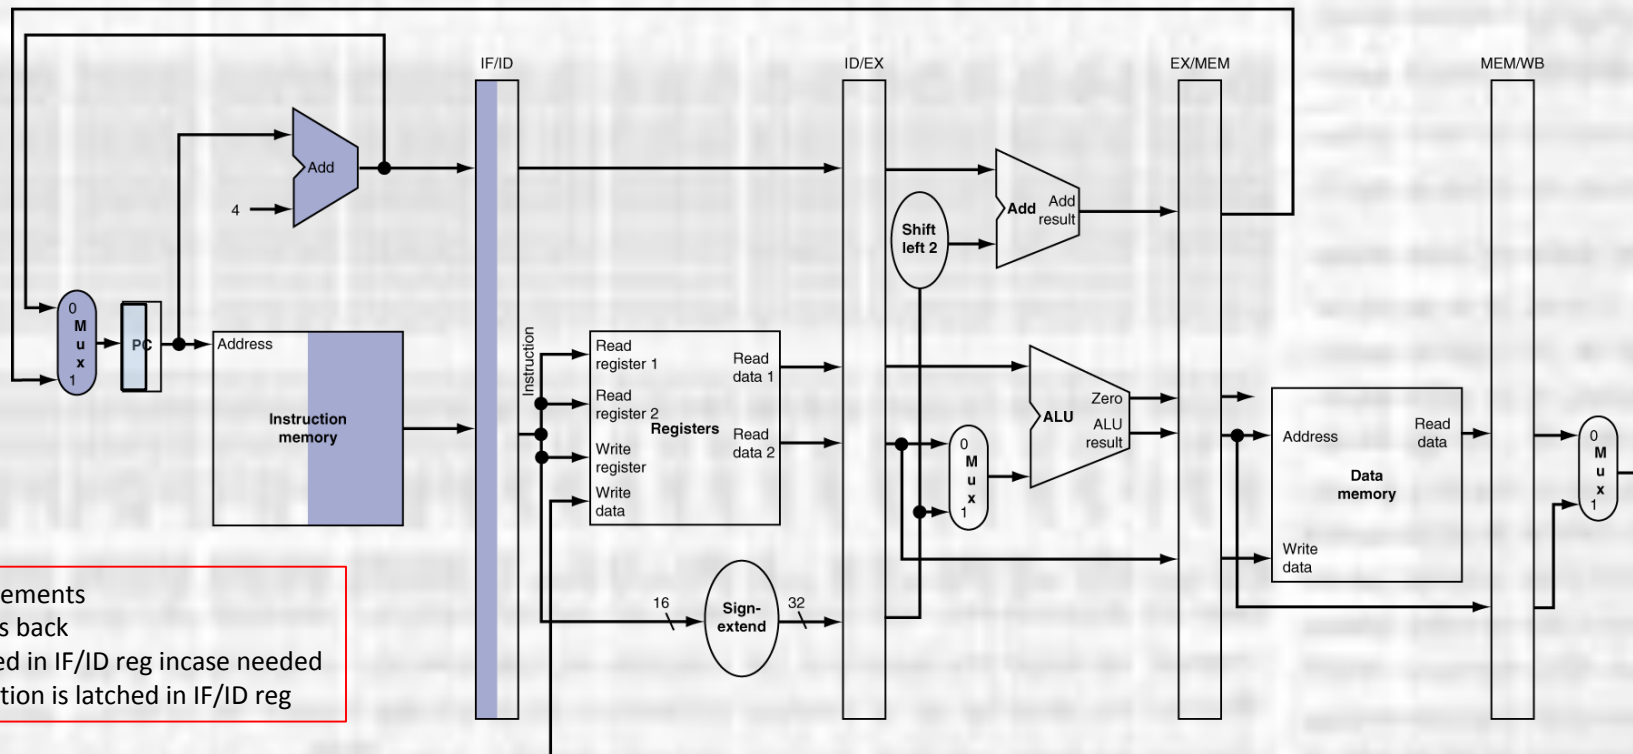 IF/ID
ID/EX
EX/MEM
MEM/WB
Add
4
Shift
left 2
Add
Add
result
0
M
u
x
1
PC
Address
Instruction
memory
Instruction
Read
register 1
Read
register 2
Write
register
Write
data
Registers
Read
data 1
Read
data 2
0
M
u
x
1
Zero
ALU
ALU
result
Address
Read
data
Data
memory
Write
data
0
M
u
x
1
16
Sign-
extend
32
ements
s back
ed in IF/ID reg incase needed
tion is latched in IF/ID reg